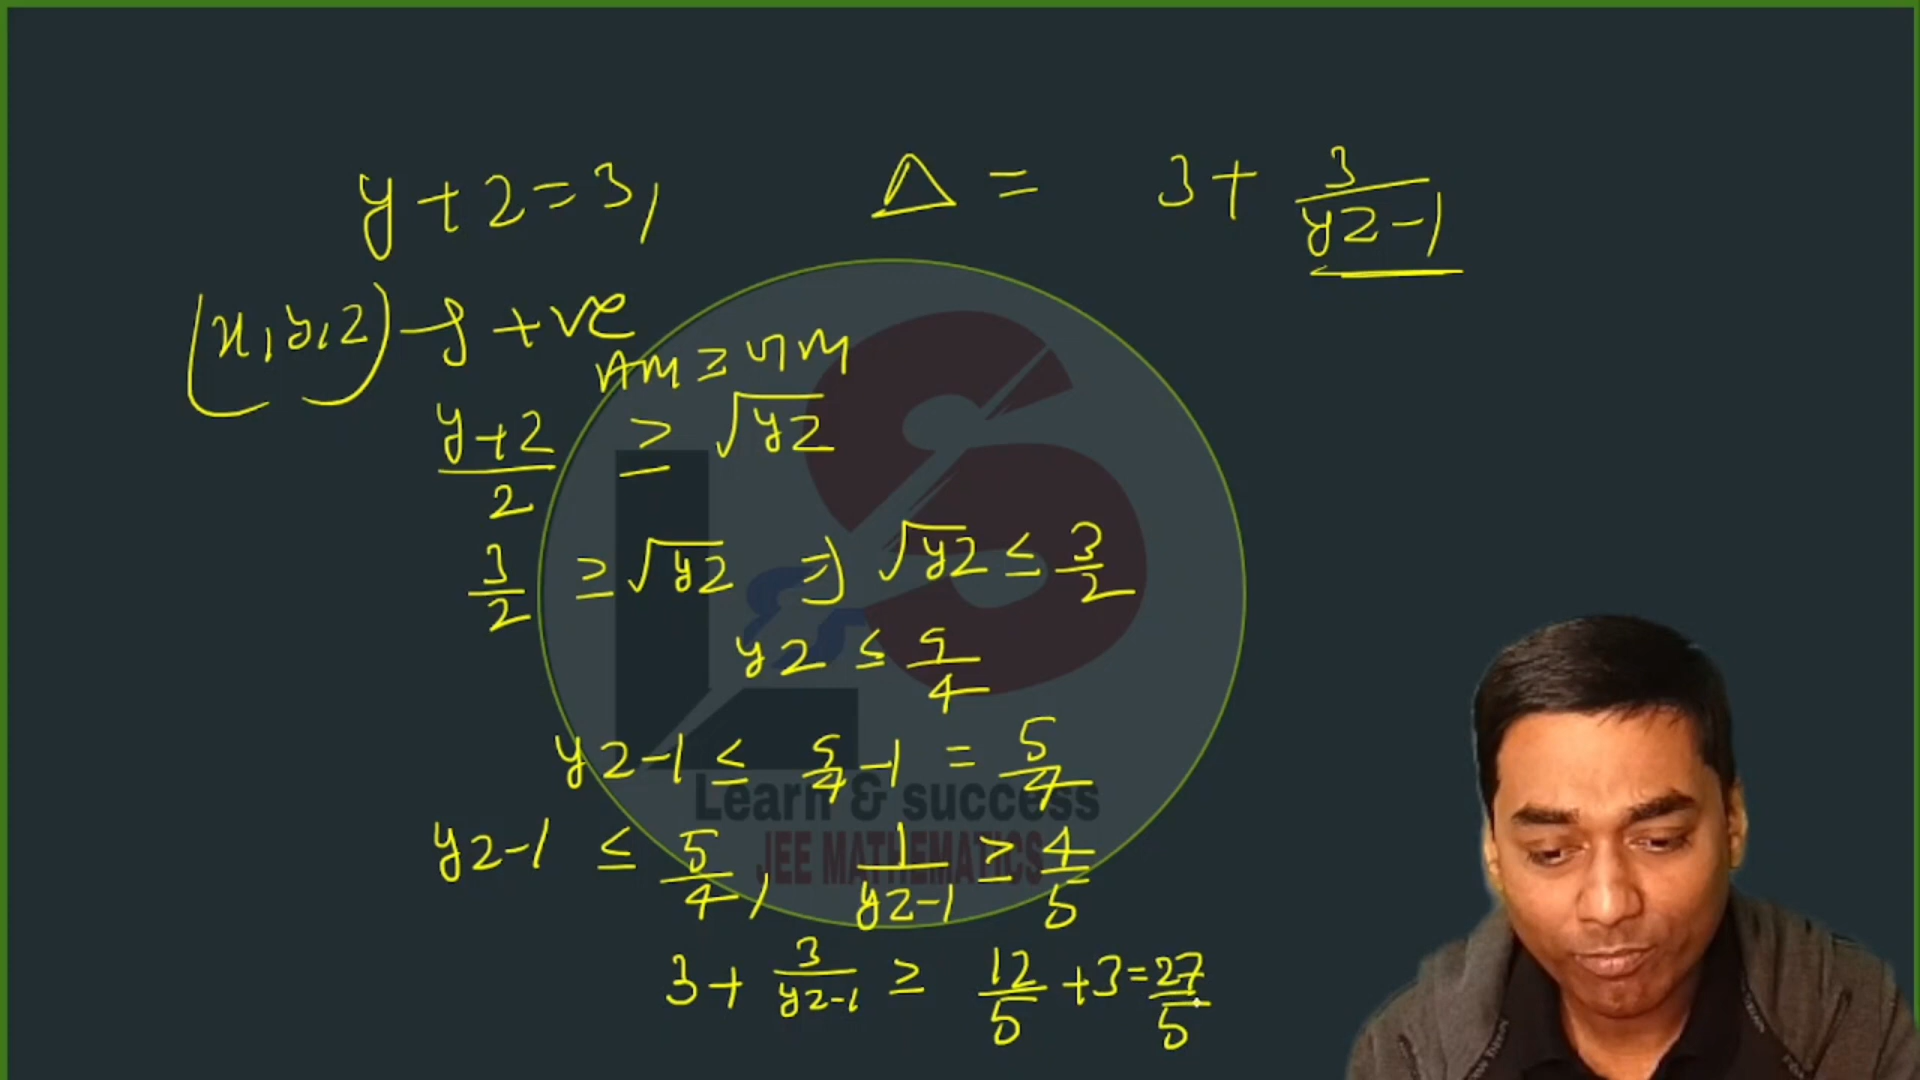 y+z=3, Δ = 3+ 3/(yz-1)
(x,y,z) → +ve
AM ≥ GM
(y+z)/2 ≥ √yz
3/2 ≥ √yz ⇒ √yz ≤ 3/2
yz ≤ 9/4
yz-1 ≤ 9/4 -1 = 5/4
Learn & success
yz-1 ≤ 5/4, 1/(yz-1) ≥ 4/5
JEE MATHEMATICS
3+ 3/(yz-1) ≥ 12/5 +3=27/5